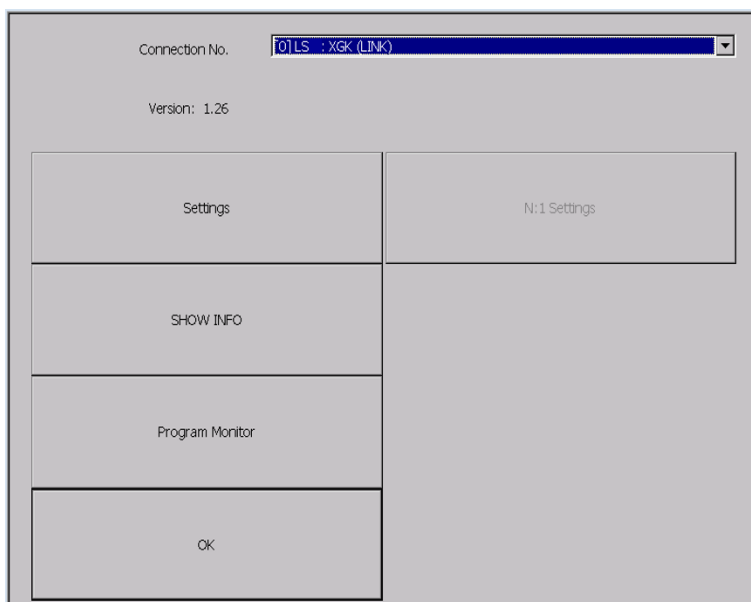 Connection No. [0] LS : XGK (LINK)
Version: 1.26
Settings N:1 Settings
SHOW INFO
Program Monitor
OK